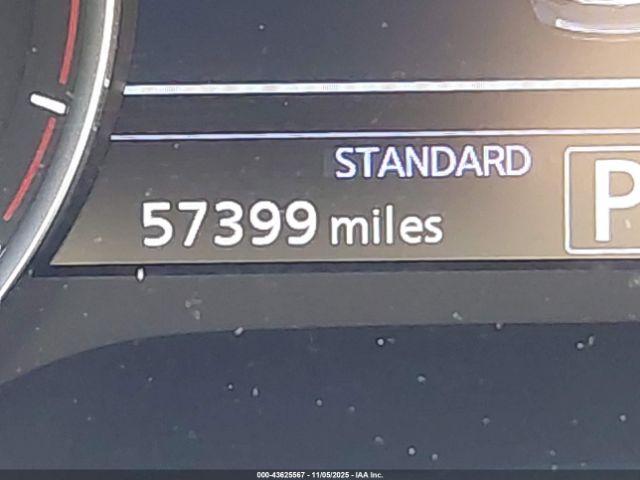 STANDARD
57399 miles
P
000-43625567 - 11/05/2025 - IAA Inc.